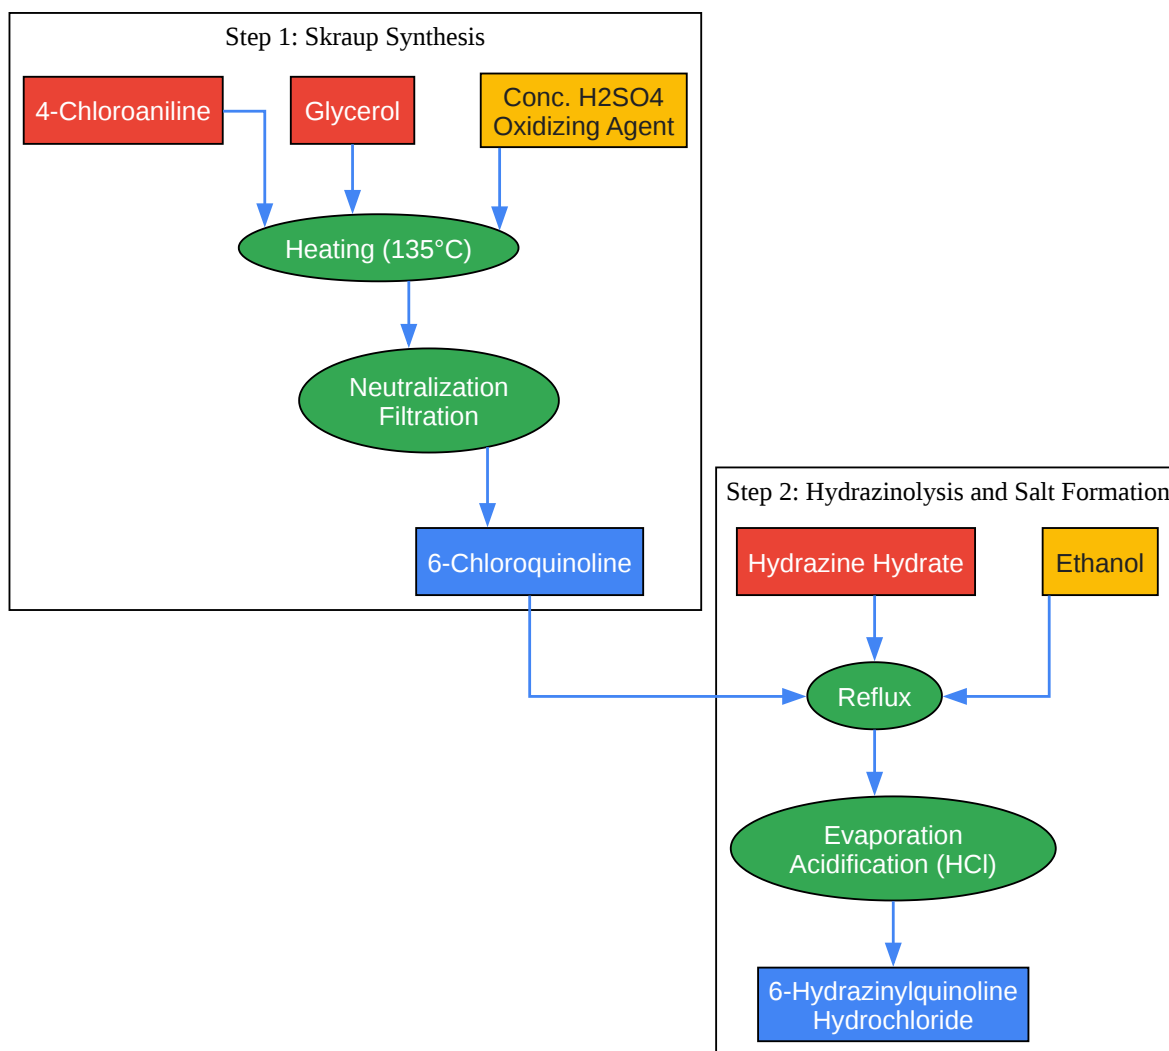 Step 1: Skraup Synthesis
4-Chloroaniline
Glycerol
Conc. H2SO4
Oxidizing Agent
Heating (135°C)
Neutralization
Filtration
6-Chloroquinoline
Step 2: Hydrazinolysis and Salt Formation
Hydrazine Hydrate
Ethanol
Reflux
Evaporation
Acidification (HCl)
6-Hydrazinylquinoline
Hydrochloride